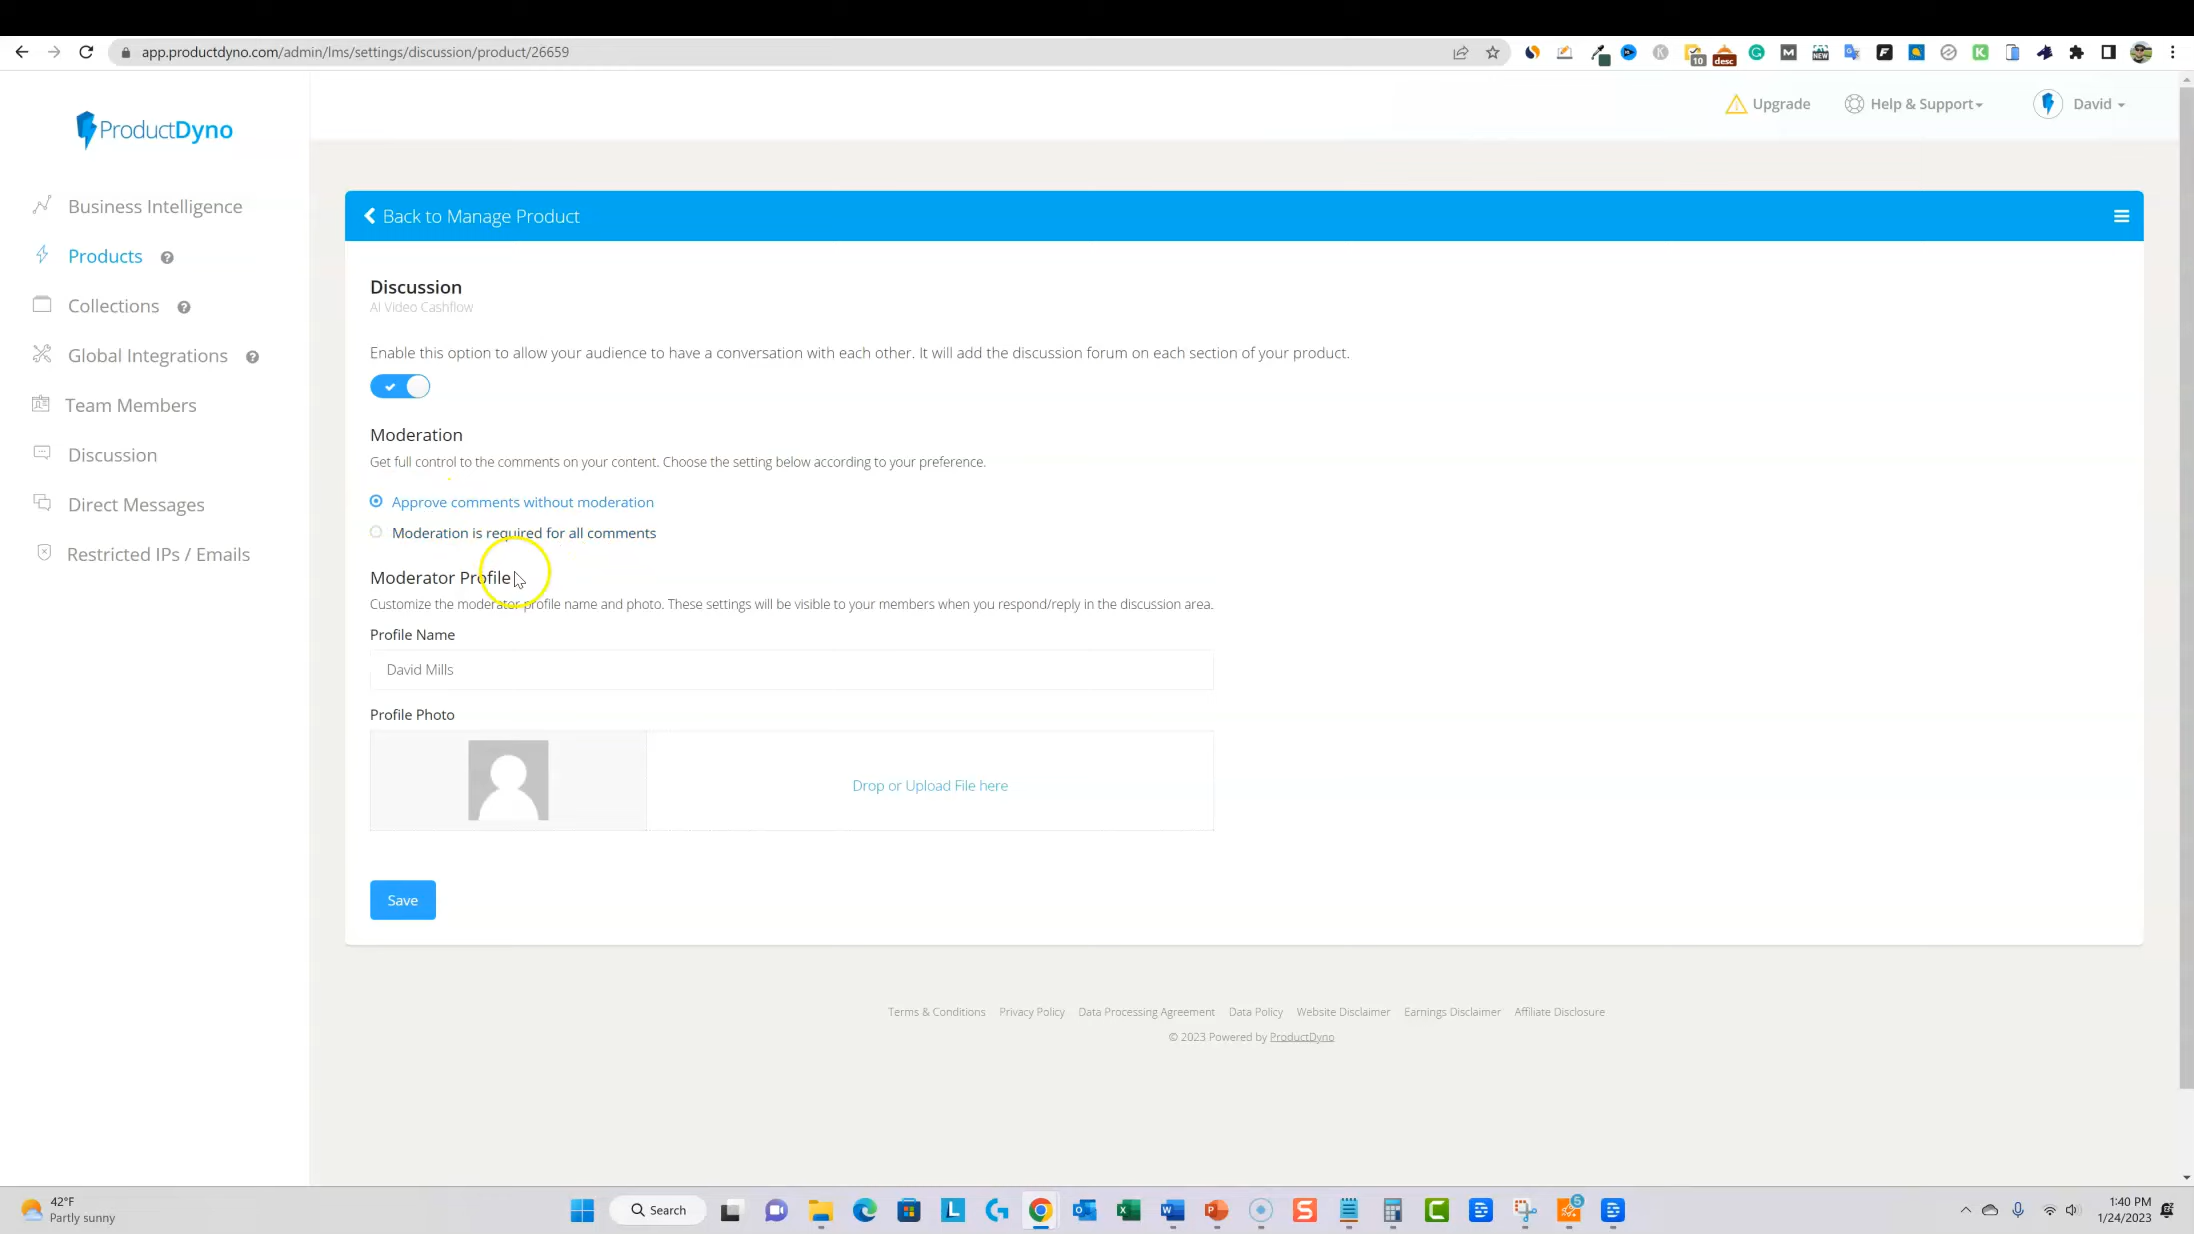 app.productdyno.com/admin/lms/settings/discussion/product/26659
10
desc
NEW
ProductDyno
Upgrade
Help & Support
David
Business Intelligence
Products
Collections
Global Integrations
Team Members
Discussion
Direct Messages
Restricted IPs / Emails
Back to Manage Product
Discussion
AI Video Cashflow
Enable this option to allow your audience to have a conversation with each other. It will add the discussion forum on each section of your product.
Moderation
Get full control to the comments on your content. Choose the setting below according to your preference.
Approve comments without moderation
Moderation is required for all comments
Moderator Profile
Customize the moderator profile name and photo. These settings will be visible to your members when you respond/reply in the discussion area.
Profile Name
David Mills
Profile Photo
Drop or Upload File here
Save
Terms & Conditions Privacy Policy Data Processing Agreement Data Policy Website Disclaimer Earnings Disclaimer Affiliate Disclosure
© 2023 Powered by ProductDyno
42°F
Partly sunny
Search
5
1:40 PM
1/24/2023